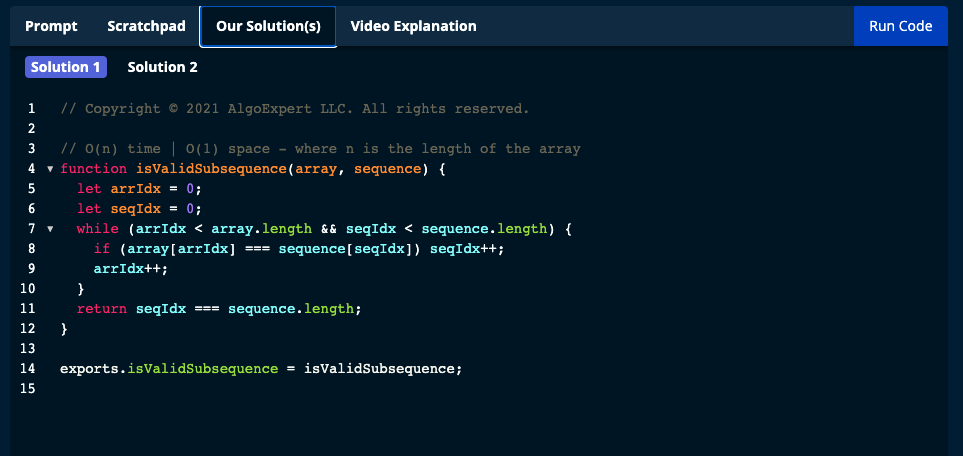 Prompt Scratchpad Our Solution(s) Video Explanation Run Code
Solution 1 Solution 2
1 // Copyright © 2021 AlgoExpert LLC. All rights reserved.
2
3 // O(n) time | O(1) space - where n is the length of the array
4 ▼ function isValidSubsequence(array, sequence) {
5 let arrIdx = 0;
6 let seqIdx = 0;
7 ▼ while (arrIdx < array.length && seqIdx < sequence.length) {
8 if (array[arrIdx] === sequence[seqIdx]) seqIdx++;
9 arrIdx++;
10 }
11 return seqIdx === sequence.length;
12 }
13
14 exports.isValidSubsequence = isValidSubsequence;
15